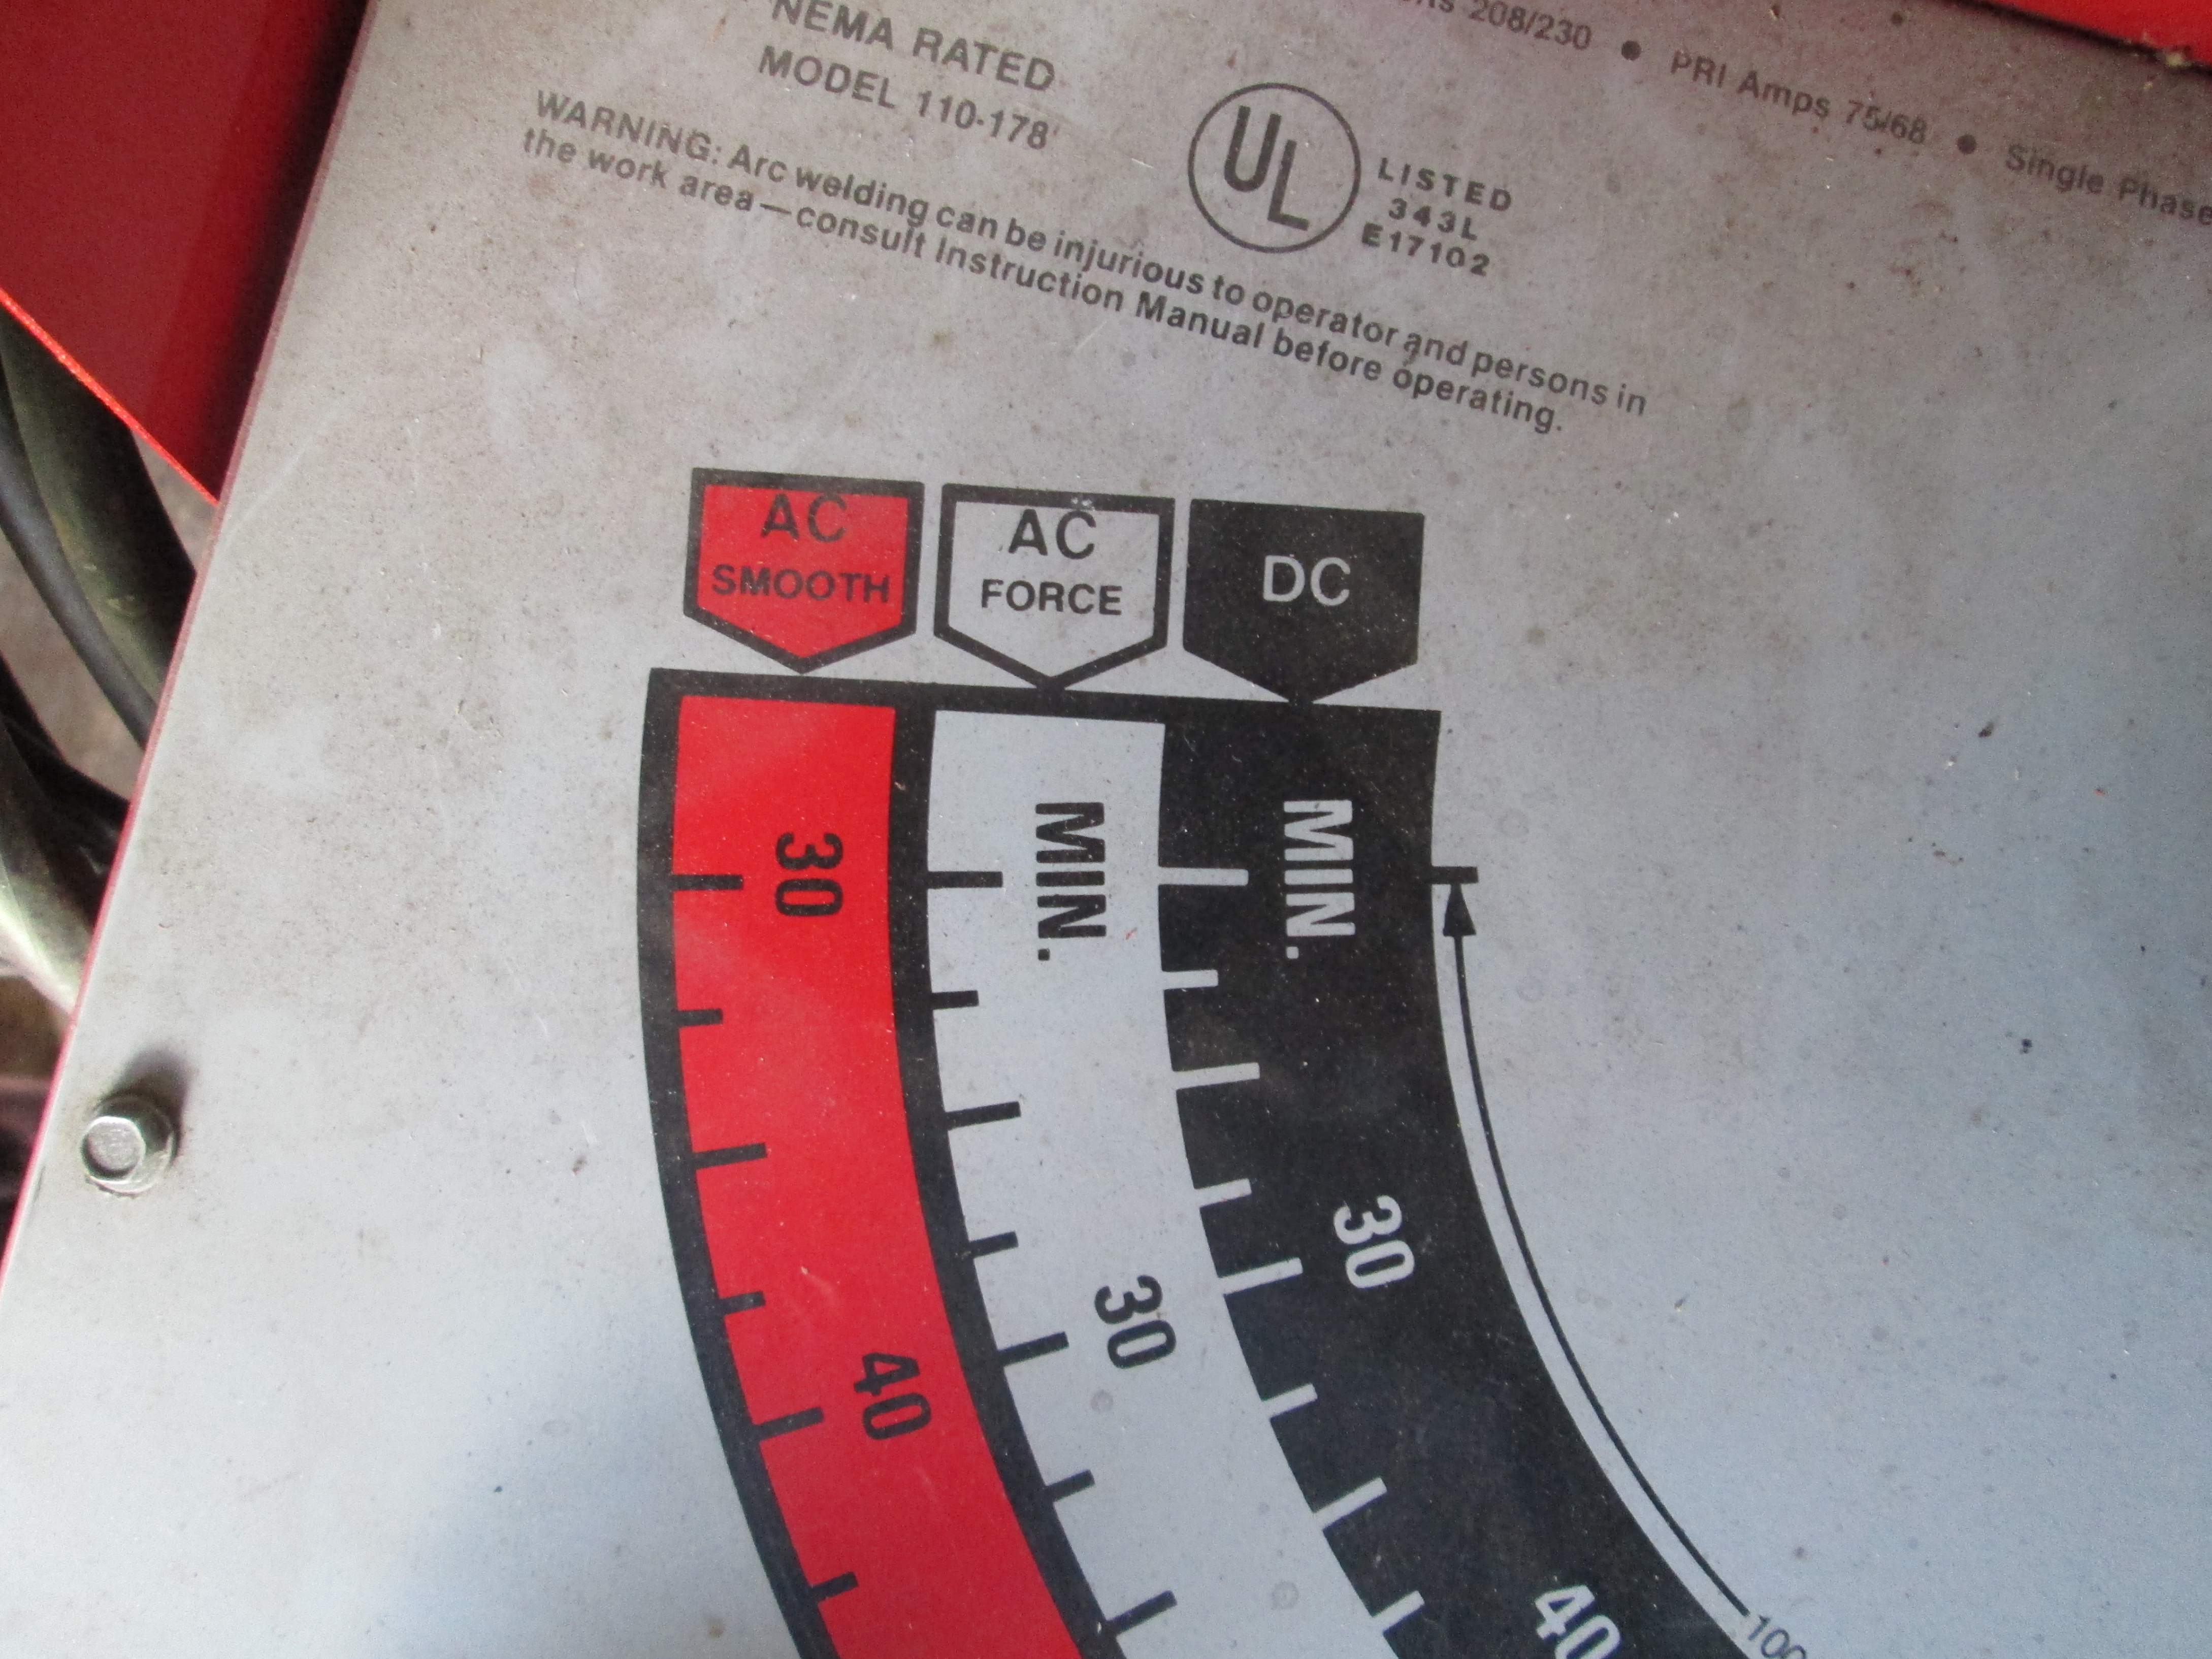 NEMA RATED
MODEL 110-178
208/230 • PRI Amps 75/68 • Single Phase
UL
LISTED
343L
E17102
WARNING: Arc welding can be injurious to operator and persons in
the work area—consult Instruction Manual before operating.
AC
SMOOTH
AC
FORCE
DC
30
MIN.
MIN.
30
30
40
40
100